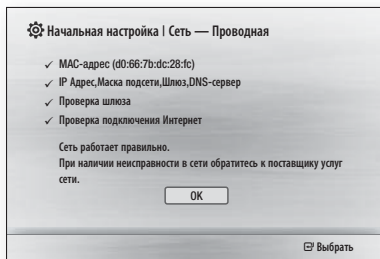 Начальная настройка | Сеть — Проводная
✓ MAC-адрес (d0:66:7b:dc:28:fc)
✓ IP Адрес,Маска подсети,Шлюз,DNS-сервер
✓ Проверка шлюза
✓ Проверка подключения Интернет
Сеть работает правильно.
При наличии неисправности в сети обратитесь к поставщику услуг
сети.
OK
Выбрать